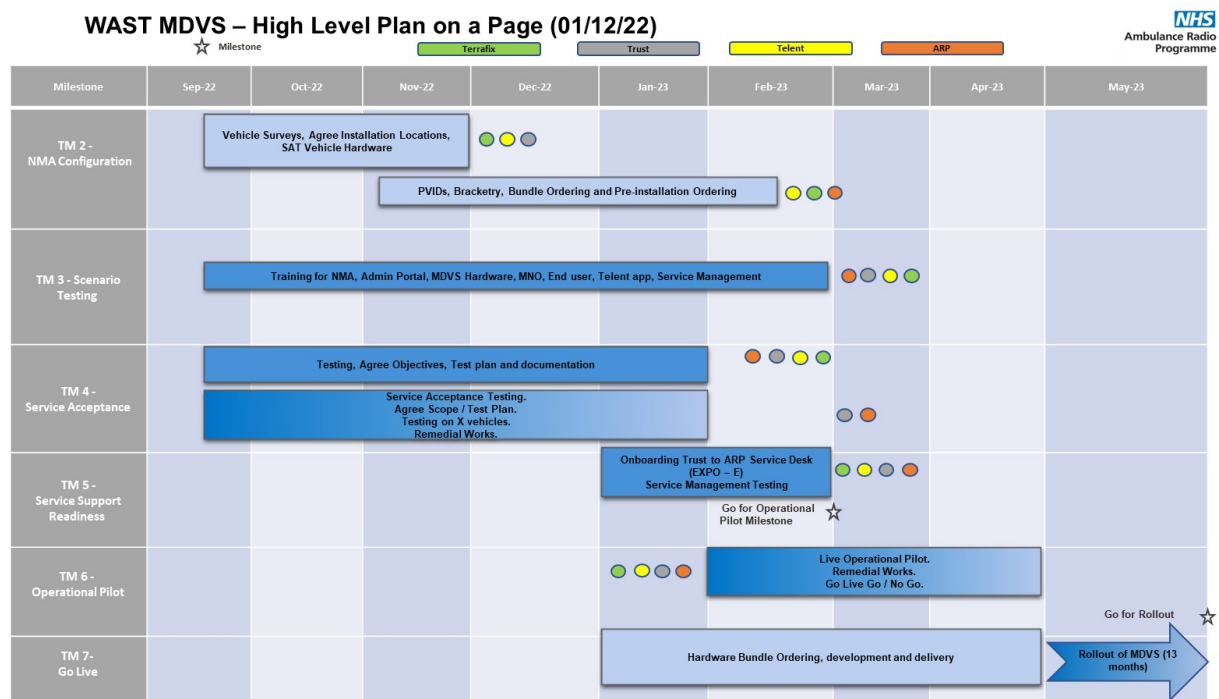 WAST MDVS – High Level Plan on a Page (01/12/22)
NHS
Ambulance Radio
Programme
Milestone
Terrafix
Trust
Telent
ARP
Milestone
Sep-22
Oct-22
Nov-22
Dec-22
Jan-23
Feb-23
Mar-23
Apr-23
May-23
TM 2 -
NMA Configuration
Vehicle Surveys, Agree Installation Locations,
SAT Vehicle Hardware
PVIDs, Bracketry, Bundle Ordering and Pre-installation Ordering
TM 3 - Scenario
Testing
Training for NMA, Admin Portal, MDVS Hardware, MNO, End user, Telent app, Service Management
TM 4 -
Service Acceptance
Testing, Agree Objectives, Test plan and documentation
Service Acceptance Testing.
Agree Scope / Test Plan.
Testing on X vehicles.
Remedial Works.
TM 5 -
Service Support
Readiness
Onboarding Trust to ARP Service Desk
(EXPO – E)
Service Management Testing
Go for Operational
Pilot Milestone
TM 6 -
Operational Pilot
Live Operational Pilot.
Remedial Works.
Go Live Go / No Go.
Go for Rollout
TM 7-
Go Live
Hardware Bundle Ordering, development and delivery
Rollout of MDVS (13
months)